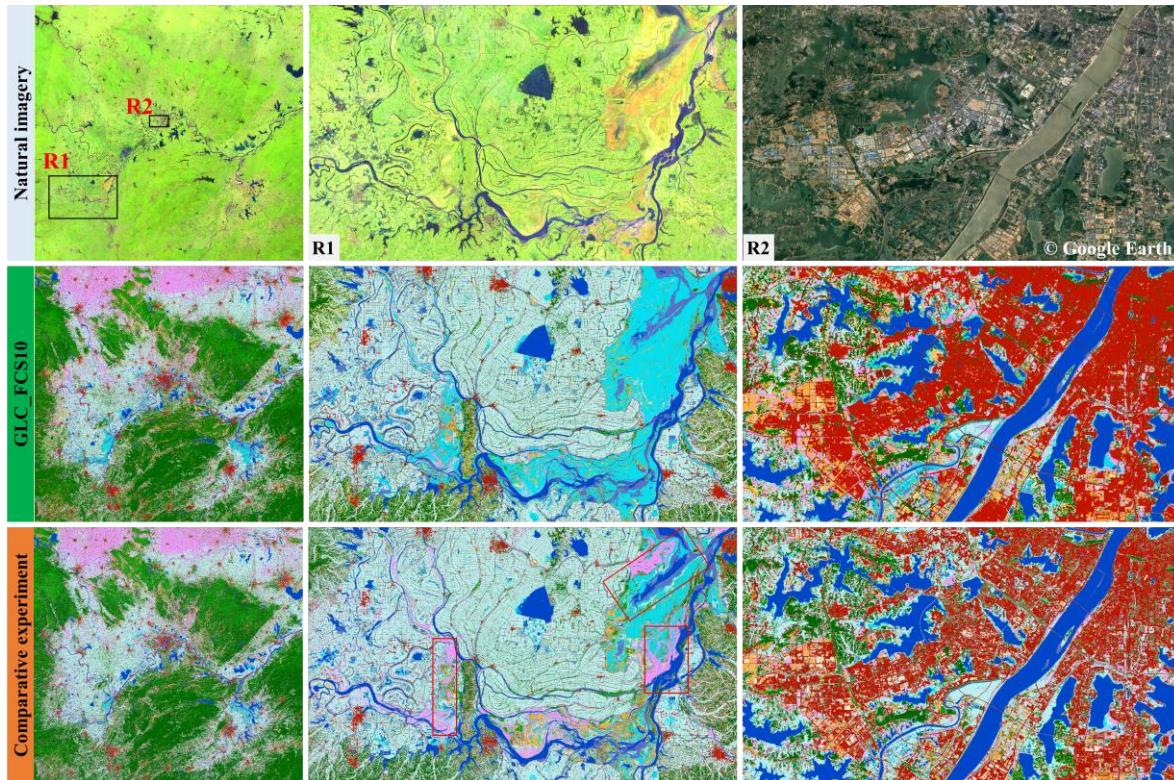 Natural imagery
R2
R1
R1
R2
© Google Earth
GLC_FCS10
Comparative experiment